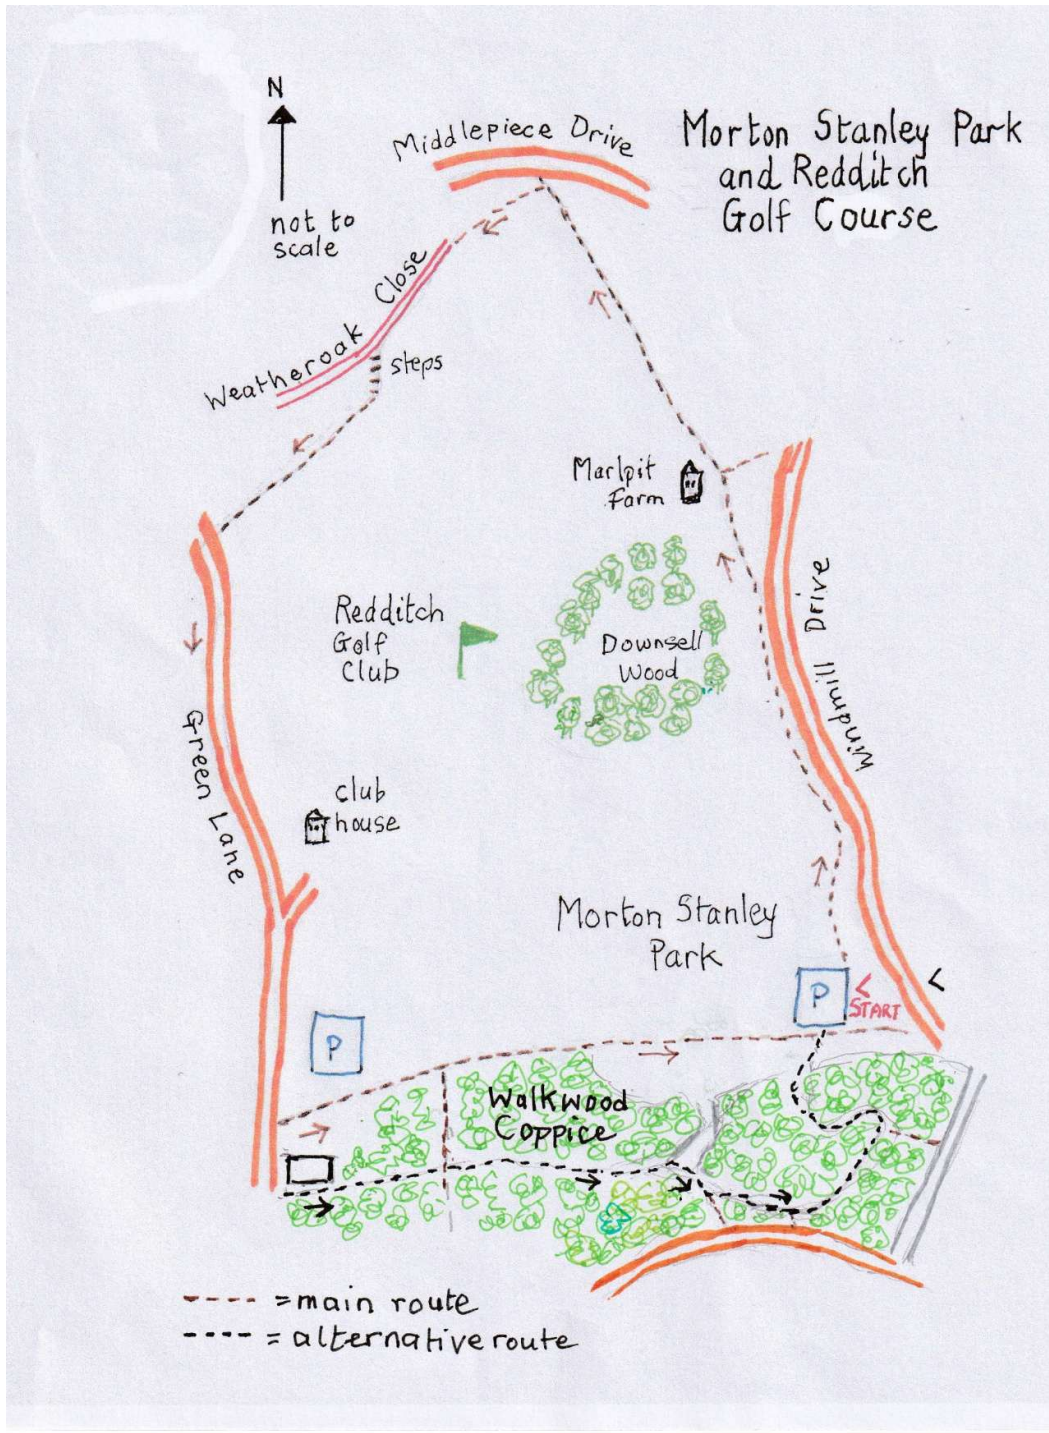 N
not to
scale
Middlepiece Drive
Morton Stanley Park
and Redditch
Golf Course
Weatheroak Close
steps
Marlpit
Farm
Redditch
Golf
Club
Downsell
Wood
Windmill Drive
Green Lane
club
house
Morton Stanley
Park
P
START
P
Walkwood
Coppice
= main route
= alternative route